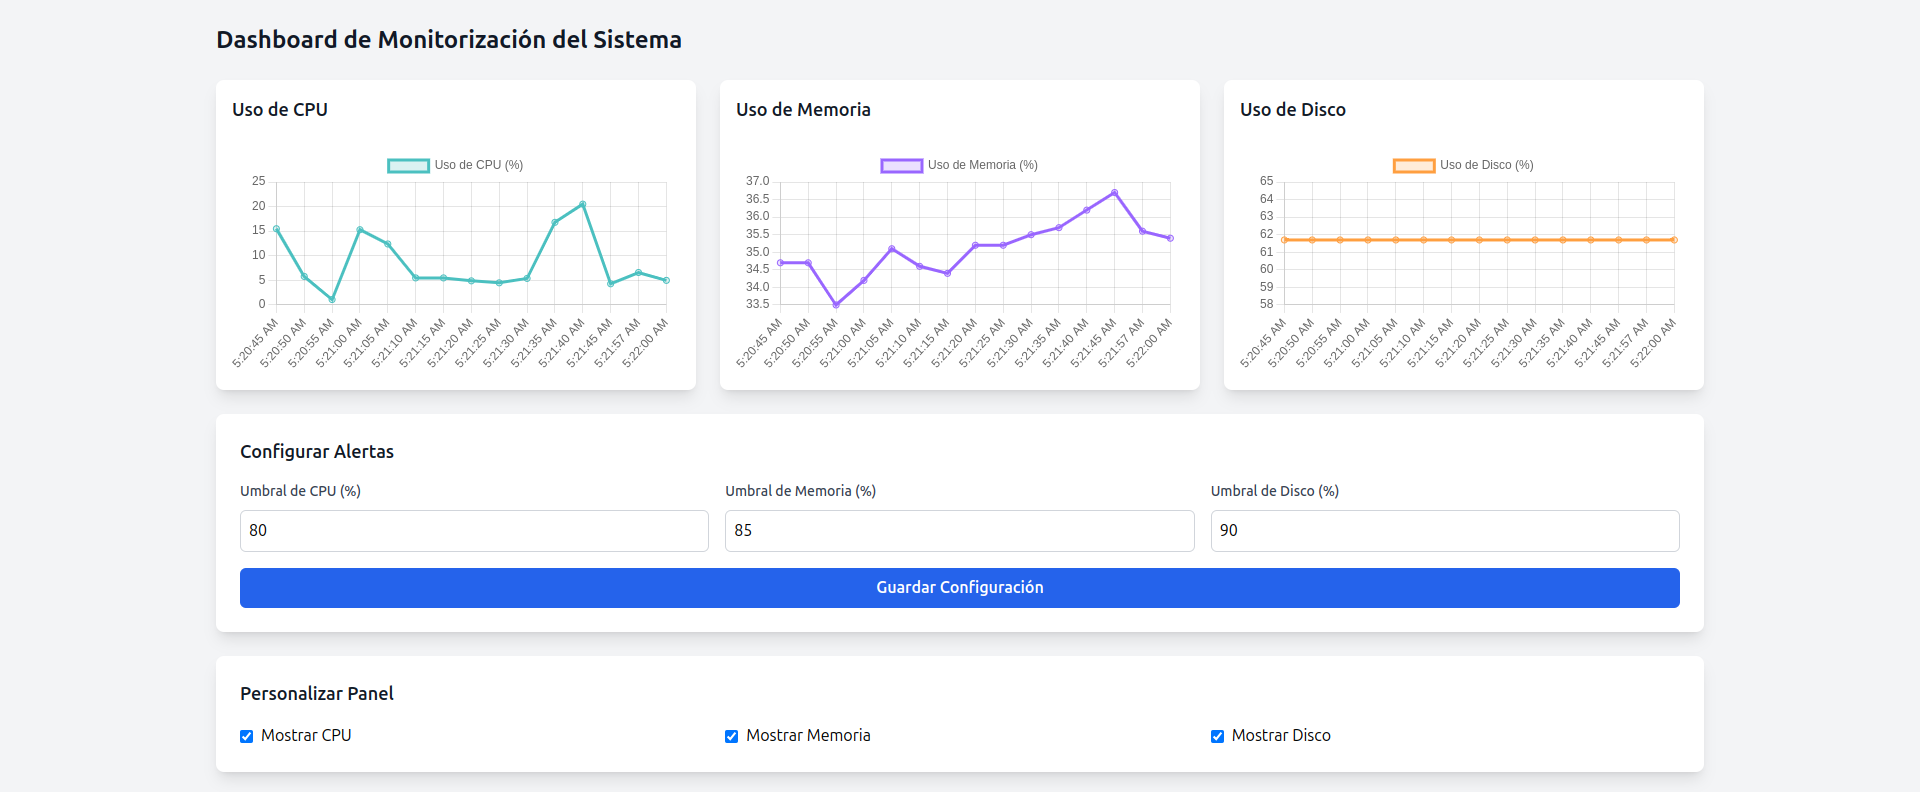 Dashboard de Monitorización del Sistema
Uso de CPU
Uso de CPU (%)
25
20
15
10
5
0
5:20:45 AM
5:20:50 AM
5:20:55 AM
5:21:00 AM
5:21:05 AM
5:21:10 AM
5:21:15 AM
5:21:20 AM
5:21:25 AM
5:21:30 AM
5:21:35 AM
5:21:40 AM
5:21:45 AM
5:21:57 AM
5:22:00 AM
Uso de Memoria
Uso de Memoria (%)
37.0
36.5
36.0
35.5
35.0
34.5
34.0
33.5
5:20:45 AM
5:20:50 AM
5:20:55 AM
5:21:00 AM
5:21:05 AM
5:21:10 AM
5:21:15 AM
5:21:20 AM
5:21:25 AM
5:21:30 AM
5:21:35 AM
5:21:40 AM
5:21:45 AM
5:21:57 AM
5:22:00 AM
Uso de Disco
Uso de Disco (%)
65
64
63
62
61
60
59
58
5:20:45 AM
5:20:50 AM
5:20:55 AM
5:21:00 AM
5:21:05 AM
5:21:10 AM
5:21:15 AM
5:21:20 AM
5:21:25 AM
5:21:30 AM
5:21:35 AM
5:21:40 AM
5:21:45 AM
5:21:57 AM
5:22:00 AM
Configurar Alertas
Umbral de CPU (%)
80
Umbral de Memoria (%)
85
Umbral de Disco (%)
90
Guardar Configuración
Personalizar Panel
Mostrar CPU
Mostrar Memoria
Mostrar Disco